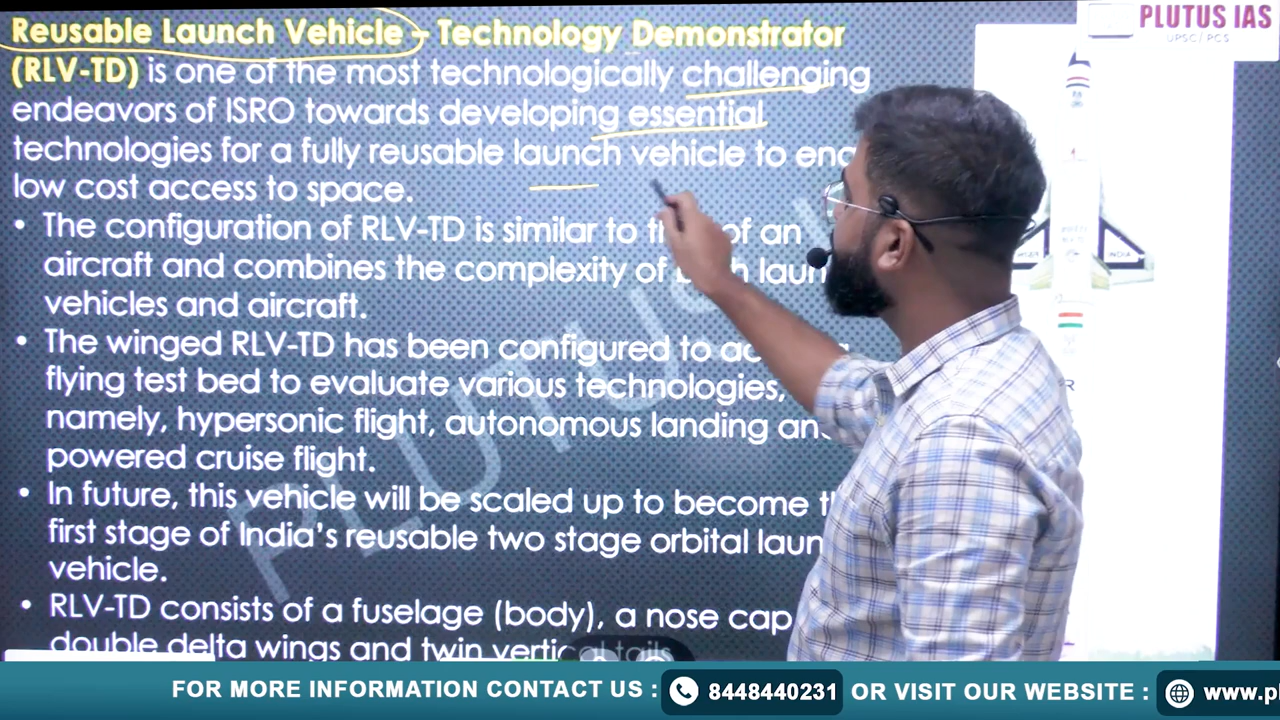 Reusable Launch Vehicle – Technology Demonstrator
(RLV-TD) is one of the most technologically challenging
endeavors of ISRO towards developing essential
technologies for a fully reusable launch vehicle to
low cost access to space.
• The configuration of RLV-TD is similar to of an
aircraft and combines the complexity of
vehicles and aircraft.
• The winged RLV-TD has been configured to
flying test bed to evaluate various technologies,
namely, hypersonic flight, autonomous landing
powered cruise flight.
• In future, this vehicle will be scaled up to become
first stage of India's reusable two stage orbital
vehicle.
• RLV-TD consists of a fuselage (body), a nose cap
double delta wings and twin vertical tails
PLUTUS IAS
UPSC/PCS
INDIA
FOR MORE INFORMATION CONTACT US : 8448440231 OR VISIT OUR WEBSITE :